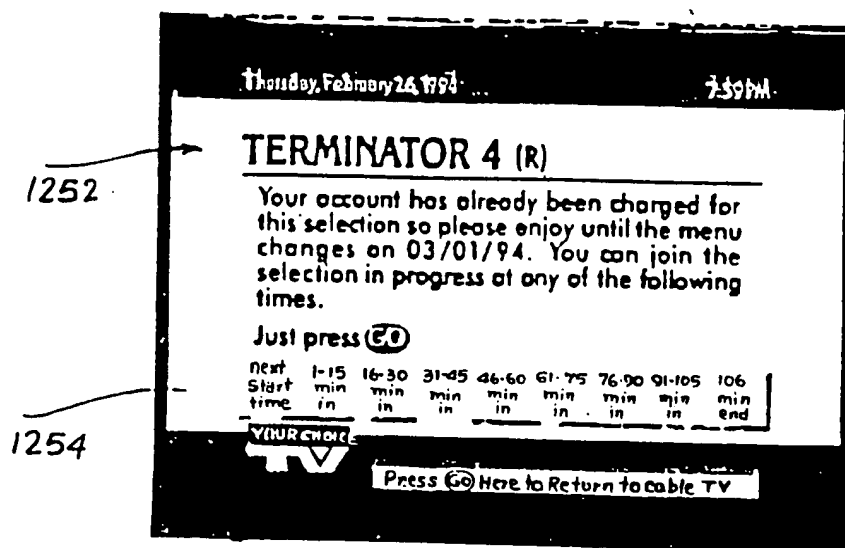 Thursday, February 26, 1994 7:59PM
TERMINATOR 4 (R)
1252
Your account has already been charged for
this selection so please enjoy until the menu
changes on 03/01/94. You can join the
selection in progress at any of the following
times.
Just press GO
next 1-15 16-30 31-45 46-60 61-75 76-90 91-105 106
start min min min min min min min min
time in in in in in in in end
1254
YOUR CHOICE
TV
Press GO Here to Return to cable TV